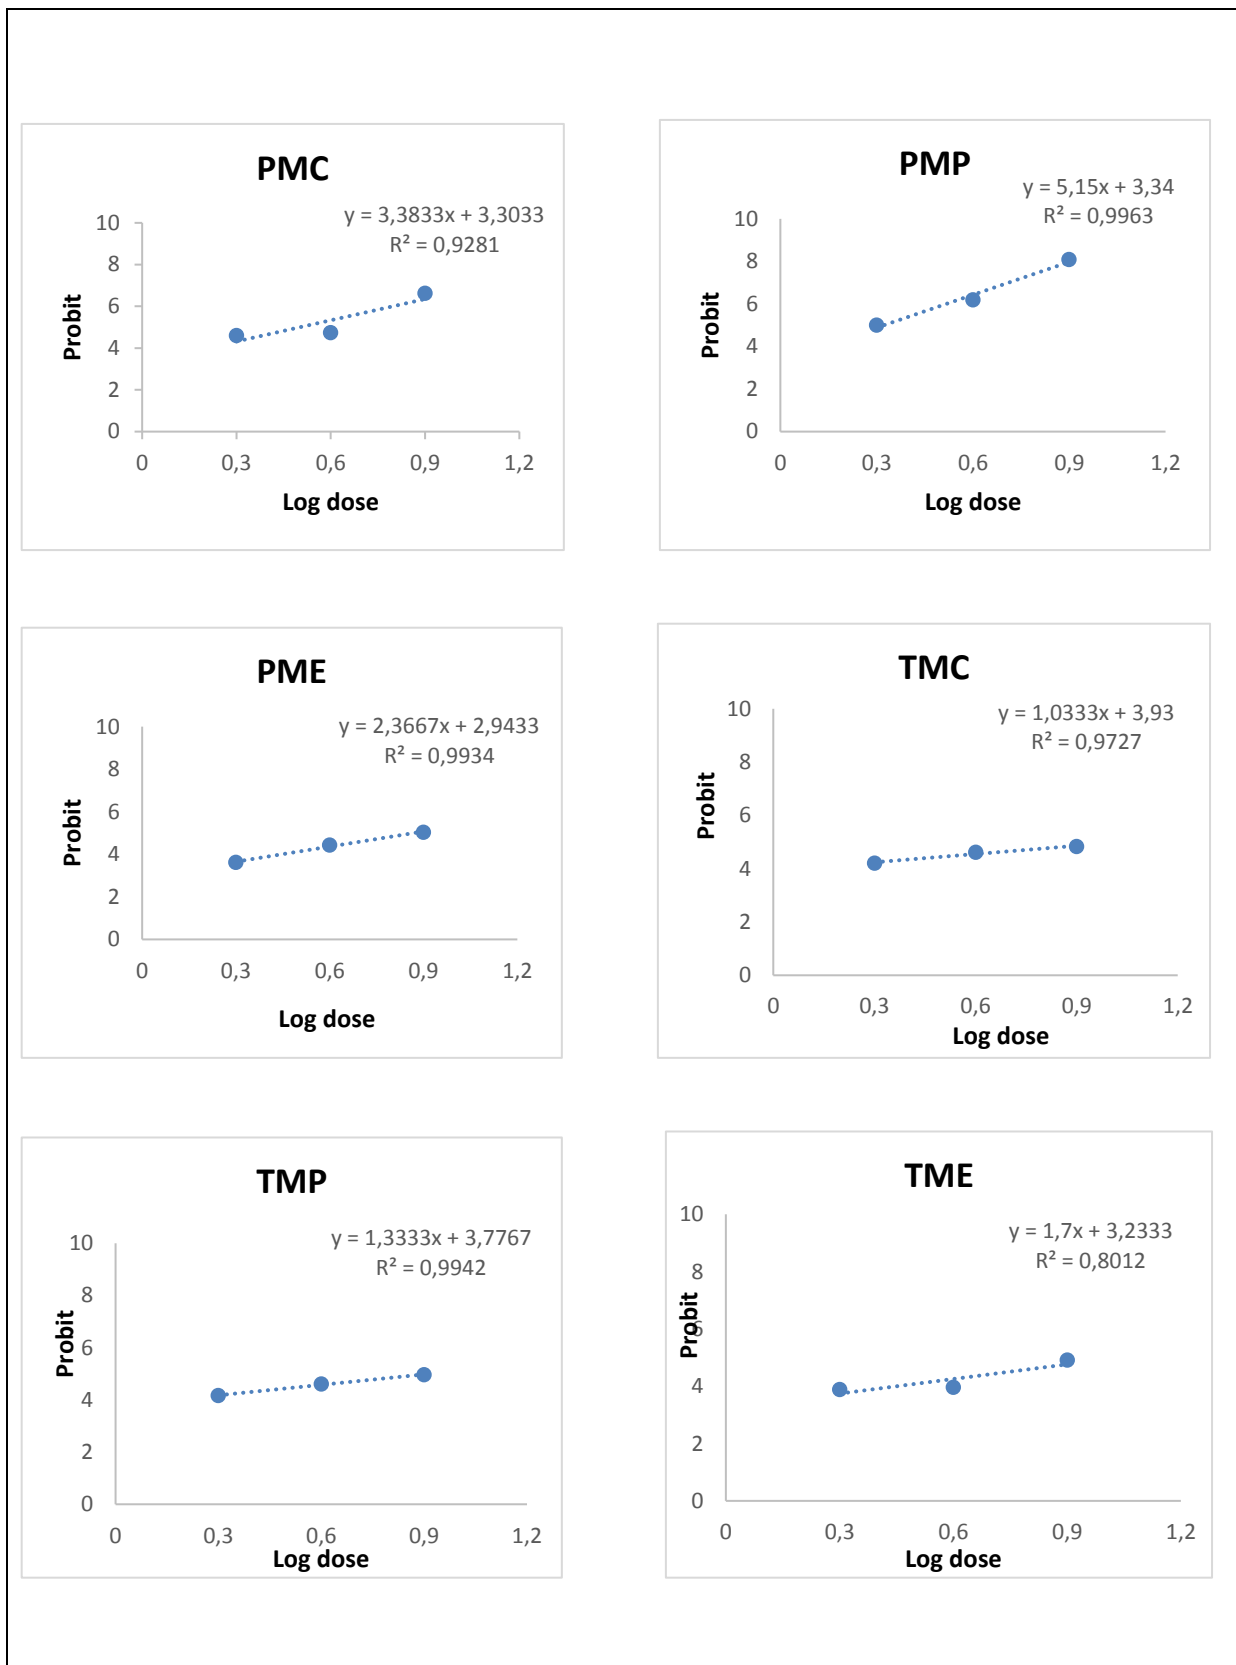 PMC
y = 3,3833x + 3,3033
R² = 0,9281
10
8
6
4
2
0
Probit
0 0,3 0,6 0,9 1,2
Log dose
PMP
y = 5,15x + 3,34
R² = 0,9963
10
8
6
4
2
0
Probit
0 0,3 0,6 0,9 1,2
Log dose
PME
y = 2,3667x + 2,9433
R² = 0,9934
10
8
6
4
2
0
Probit
0 0,3 0,6 0,9 1,2
Log dose
TMC
y = 1,0333x + 3,93
R² = 0,9727
10
8
6
4
2
0
Probit
0 0,3 0,6 0,9 1,2
Log dose
TMP
y = 1,3333x + 3,7767
R² = 0,9942
10
8
6
4
2
0
Probit
0 0,3 0,6 0,9 1,2
Log dose
TME
y = 1,7x + 3,2333
R² = 0,8012
10
8
6
4
2
0
Probit
0 0,3 0,6 0,9 1,2
Log dose